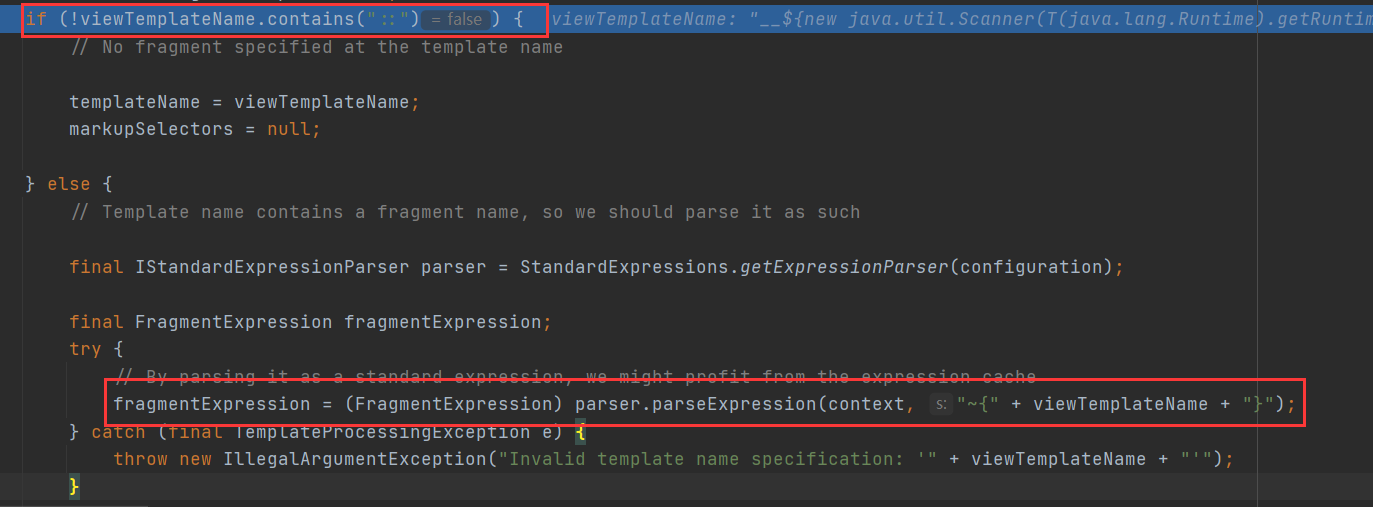 if (!viewTemplateName.contains("::") = false ) { viewTemplateName: "__${new java.util.Scanner(T(java.lang.Runtime).getRuntim
// No fragment specified at the template name
templateName = viewTemplateName;
markupSelectors = null;
} else {
// Template name contains a fragment name, so we should parse it as such
final IStandardExpressionParser parser = StandardExpressions.getExpressionParser(configuration);
final FragmentExpression fragmentExpression;
try {
// By parsing it as a standard expression, we might profit from the expression cache
fragmentExpression = (FragmentExpression) parser.parseExpression(context, s: "~{" + viewTemplateName + "}");
} catch (final TemplateProcessingException e) {
throw new IllegalArgumentException("Invalid template name specification: '" + viewTemplateName + "'");
}